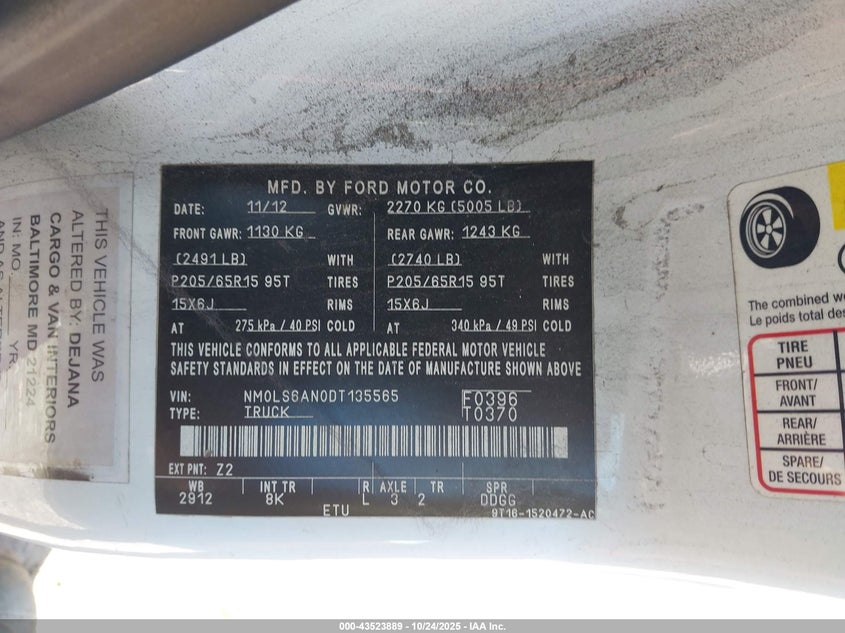 MFD. BY FORD MOTOR CO.
DATE: 11/12 GVWR: 2270 KG (5005 LB)
FRONT GAWR: 1130 KG REAR GAWR: 1243 KG
(2491 LB) WITH (2740 LB) WITH
P205/65R15 95T TIRES P205/65R15 95T TIRES
15X6J RIMS 15X6J RIMS
AT 275 kPa / 40 PSI COLD AT 340 kPa / 49 PSI COLD
THIS VEHICLE CONFORMS TO ALL APPLICABLE FEDERAL MOTOR VEHICLE
SAFETY STANDARDS IN EFFECT ON THE DATE OF MANUFACTURE SHOWN ABOVE
VIN: NM0LS6AN0DT135565 F0396
TYPE: TRUCK T0370
EXT PNT: Z2
WB INT TR R AXLE TR SPR
2912 8K L 3 2 DDGG
ETU 9T16-1520472-AC
THIS VEHICLE WAS
ALTERED BY: DEJANA
CARGO & VAN INTERIORS
BALTIMORE MD 21224
IN: MO. YR.
The combined
Le poids total
TIRE
PNEU
FRONT/
AVANT
REAR/
ARRIÈRE
SPARE/
DE SECOURS
000-43523889 - 10/24/2025 - IAA Inc.